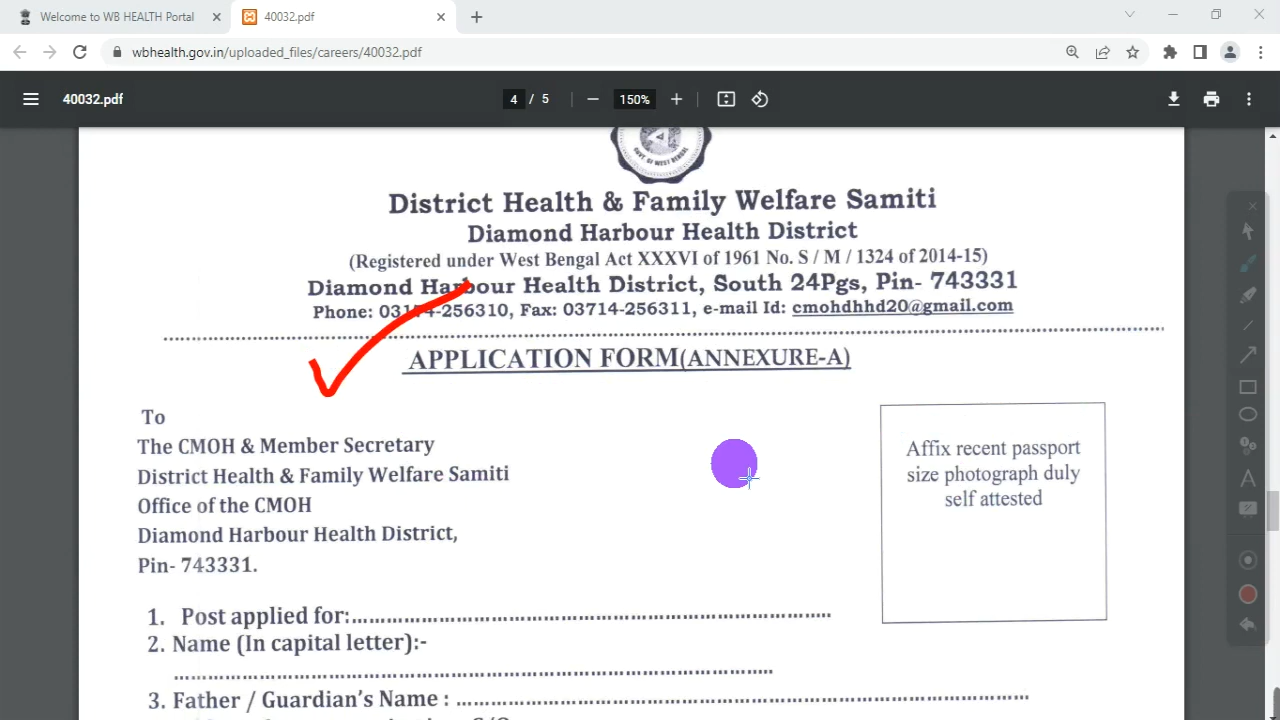 Welcome to WB HEALTH Portal
40032.pdf
wbhealth.gov.in/uploaded_files/careers/40032.pdf
40032.pdf
4 / 5
150%
GOVT. OF WEST BENGAL
District Health & Family Welfare Samiti
Diamond Harbour Health District
(Registered under West Bengal Act XXXVI of 1961 No. S / M / 1324 of 2014-15)
Diamond Harbour Health District, South 24Pgs, Pin- 743331
Phone: 03174-256310, Fax: 03714-256311, e-mail Id: cmohdhhd20@gmail.com
APPLICATION FORM(ANNEXURE-A)
To
The CMOH & Member Secretary
District Health & Family Welfare Samiti
Office of the CMOH
Diamond Harbour Health District,
Pin- 743331.
Affix recent passport
size photograph duly
self attested
1. Post applied for:
2. Name (In capital letter):-
3. Father / Guardian's Name :